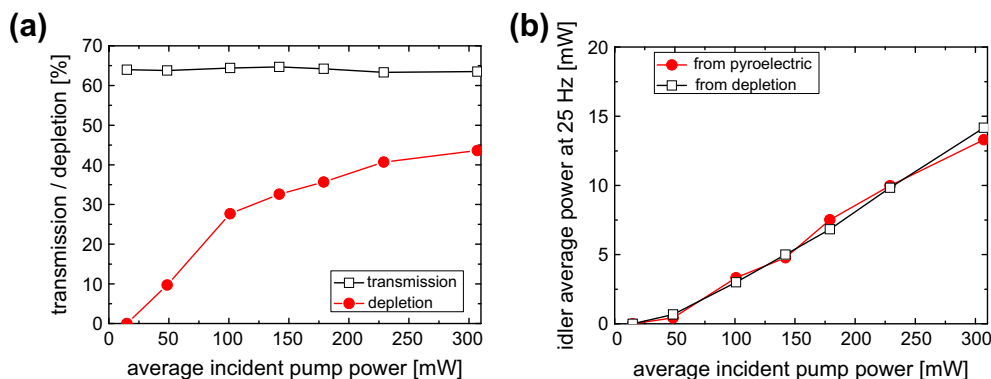 (a)
transmission / depletion [%]
70
60
50
40
30
20
10
0
transmission
depletion
0 50 100 150 200 250 300
average incident pump power [mW]
(b)
idler average power at 25 Hz [mW]
20
15
10
5
0
from pyroelectric
from depletion
0 50 100 150 200 250 300
average incident pump power [mW]